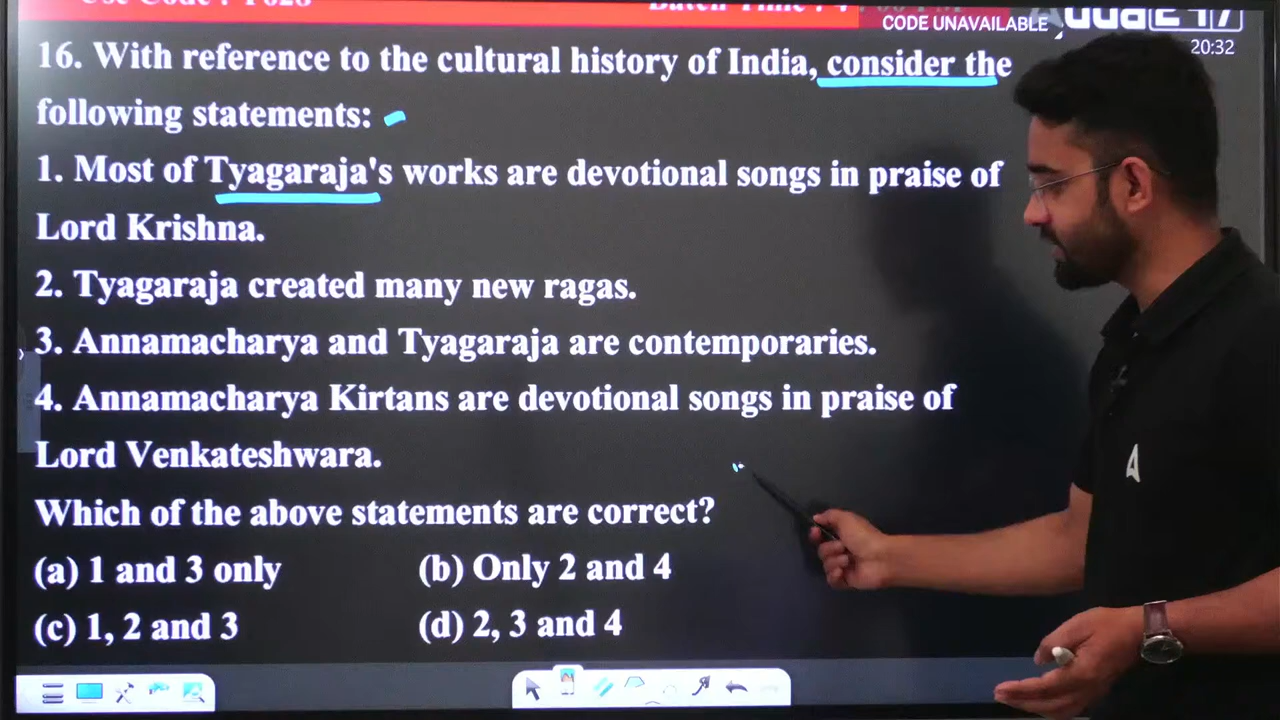 CODE UNAVAILABLE
20:32
16. With reference to the cultural history of India, consider the
following statements:
1. Most of Tyagaraja's works are devotional songs in praise of
Lord Krishna.
2. Tyagaraja created many new ragas.
3. Annamacharya and Tyagaraja are contemporaries.
4. Annamacharya Kirtans are devotional songs in praise of
Lord Venkateshwara.
Which of the above statements are correct?
(a) 1 and 3 only
(b) Only 2 and 4
(c) 1, 2 and 3
(d) 2, 3 and 4